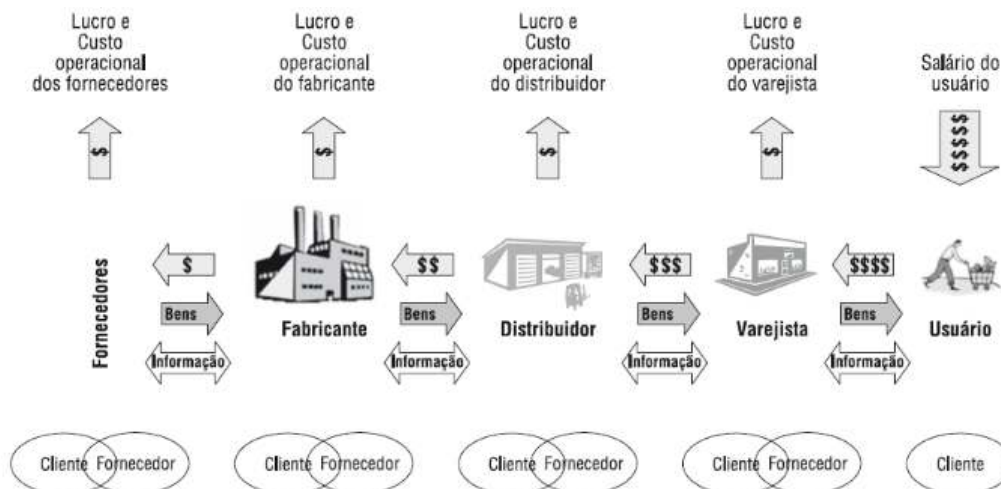 Lucro e
Custo
operacional
dos fornecedores
Lucro e
Custo
operacional
do fabricante
Lucro e
Custo
operacional
do distribuidor
Lucro e
Custo
operacional
do varejista
Salário do
usuário
$
$
$
$
$$$$$
Fornecedores
$
Bens
Informação
Fabricante
$$
Bens
Informação
Distribuidor
$$$
Bens
Informação
Varejista
$$$$
Bens
Informação
Usuário
Cliente Fornecedor
Cliente Fornecedor
Cliente Fornecedor
Cliente Fornecedor
Cliente